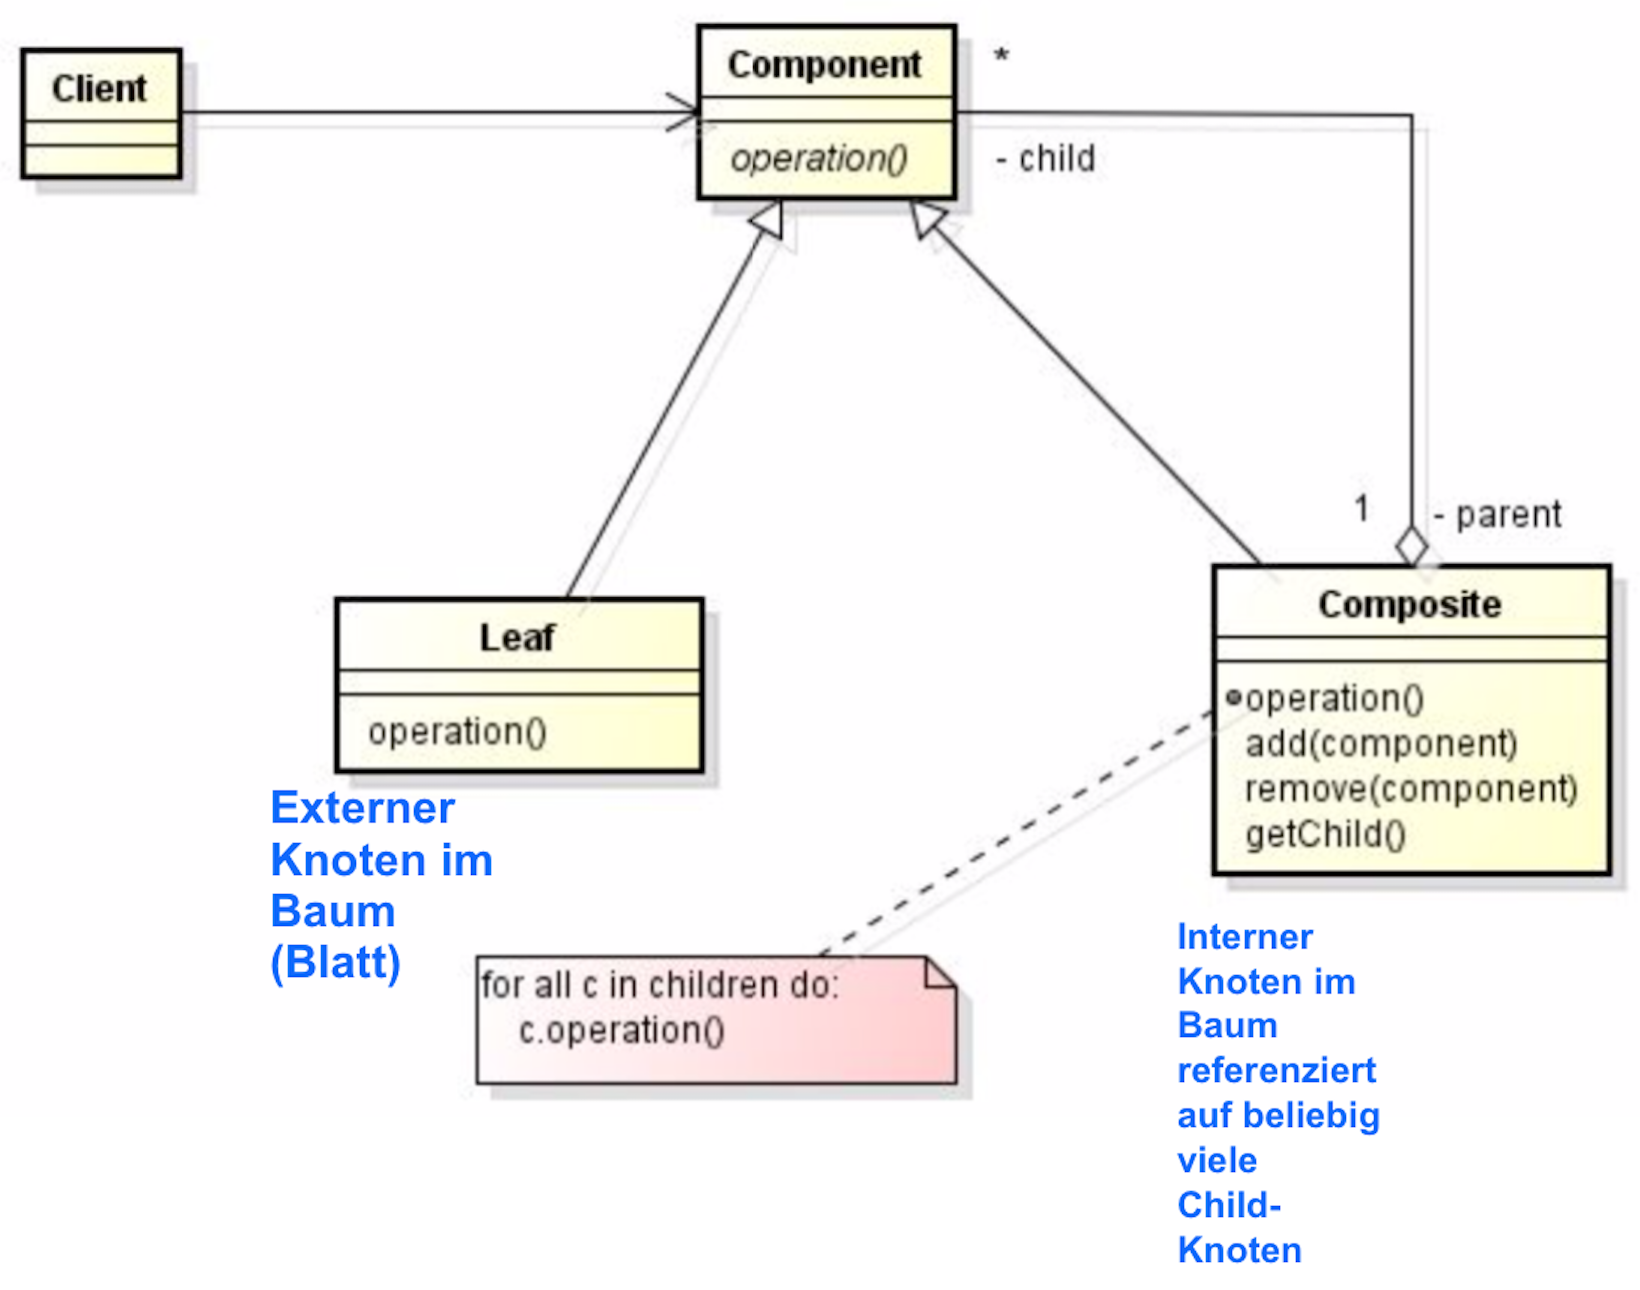 Client
Component
*
operation()
- child
1
- parent
Leaf
operation()
Composite
operation()
add(component)
remove(component)
getChild()
Externer
Knoten im
Baum
(Blatt)
for all c in children do:
c.operation()
Interner
Knoten im
Baum
referenziert
auf beliebig
viele
Child-
Knoten